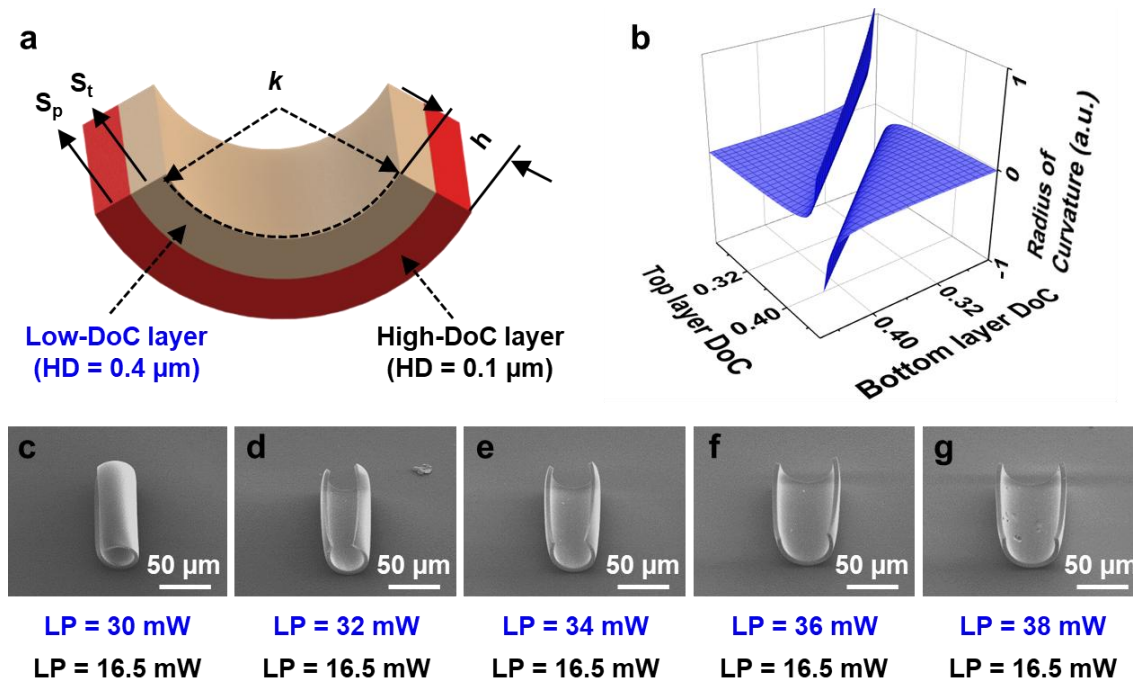 a
S_p
S_t
k
h
Low-DoC layer
(HD = 0.4 µm)
High-DoC layer
(HD = 0.1 µm)
b
1
0
-1
Radius of
Curvature (a.u.)
0.32
0.40
Top layer DoC
0.32
0.40
Bottom layer DoC
c
50 µm
d
50 µm
e
50 µm
f
50 µm
g
50 µm
LP = 30 mW
LP = 32 mW
LP = 34 mW
LP = 36 mW
LP = 38 mW
LP = 16.5 mW
LP = 16.5 mW
LP = 16.5 mW
LP = 16.5 mW
LP = 16.5 mW